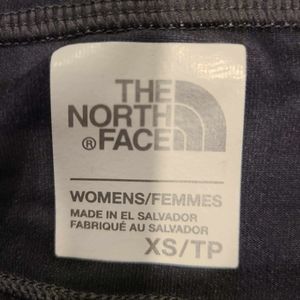 THE
NORTH
® FACE
WOMENS/FEMMES
MADE IN EL SALVADOR
FABRIQUÉ AU SALVADOR
XS/TP